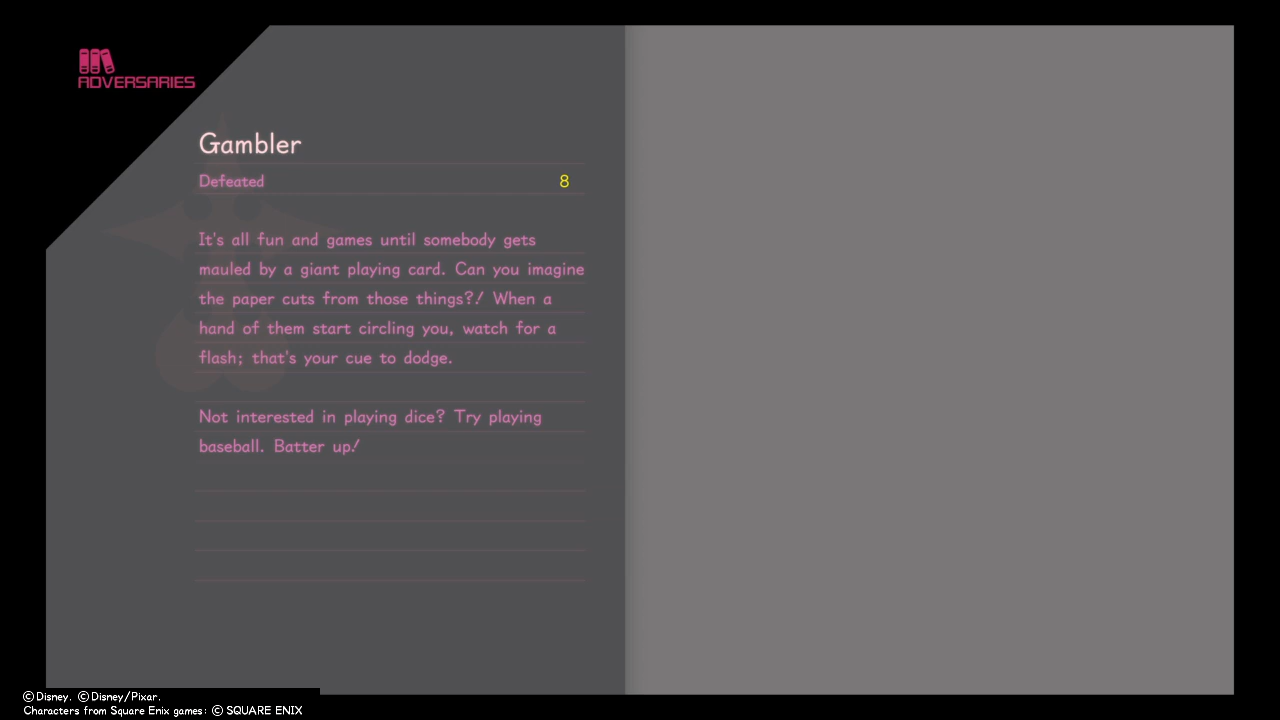 ADVERSARIES
Gambler
Defeated 8
It's all fun and games until somebody gets
mauled by a giant playing card. Can you imagine
the paper cuts from those things?! When a
hand of them start circling you, watch for a
flash; that's your cue to dodge.
Not interested in playing dice? Try playing
baseball. Batter up!
©Disney. ©Disney/Pixar.
Characters from Square Enix games: © SQUARE ENIX